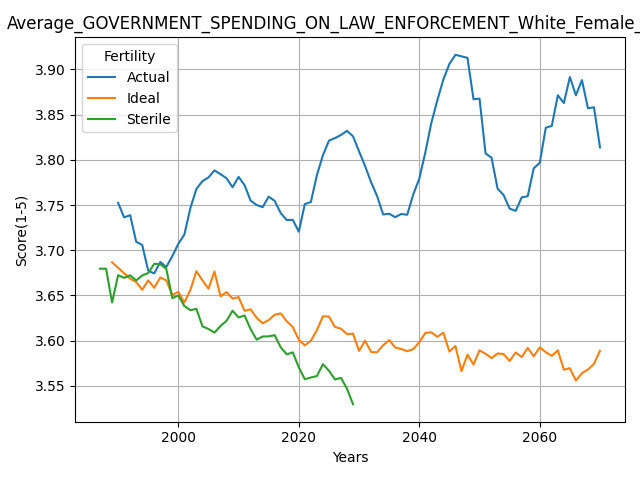 Average_GOVERNMENT_SPENDING_ON_LAW_ENFORCEMENT_White_Female_
Fertility
Actual
Ideal
Sterile
Score(1-5)
3.90
3.85
3.80
3.75
3.70
3.65
3.60
3.55
2000 2020 2040 2060
Years